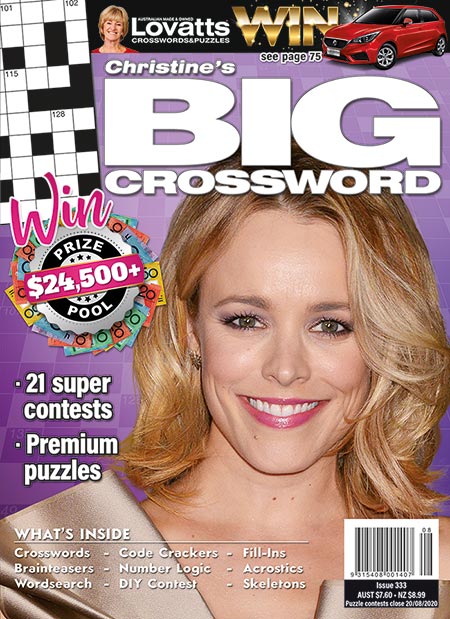 101
102
115
128
AUSTRALIAN MADE & OWNED
Lovatts
CROSSWORDS&PUZZLES
WIN
see page 75
Christine's
BIG
CROSSWORD
Win
PRIZE
$24,500+
POOL
· 21 super
contests
· Premium
puzzles
WHAT'S INSIDE
Crosswords – Code Crackers – Fill-Ins
Brainteasers – Number Logic – Acrostics
Wordsearch – DIY Contest – Skeletons
08
9 315408 001407
Issue 333
AUST $7.60 • NZ $8.99
Puzzle contests close 20/08/2020